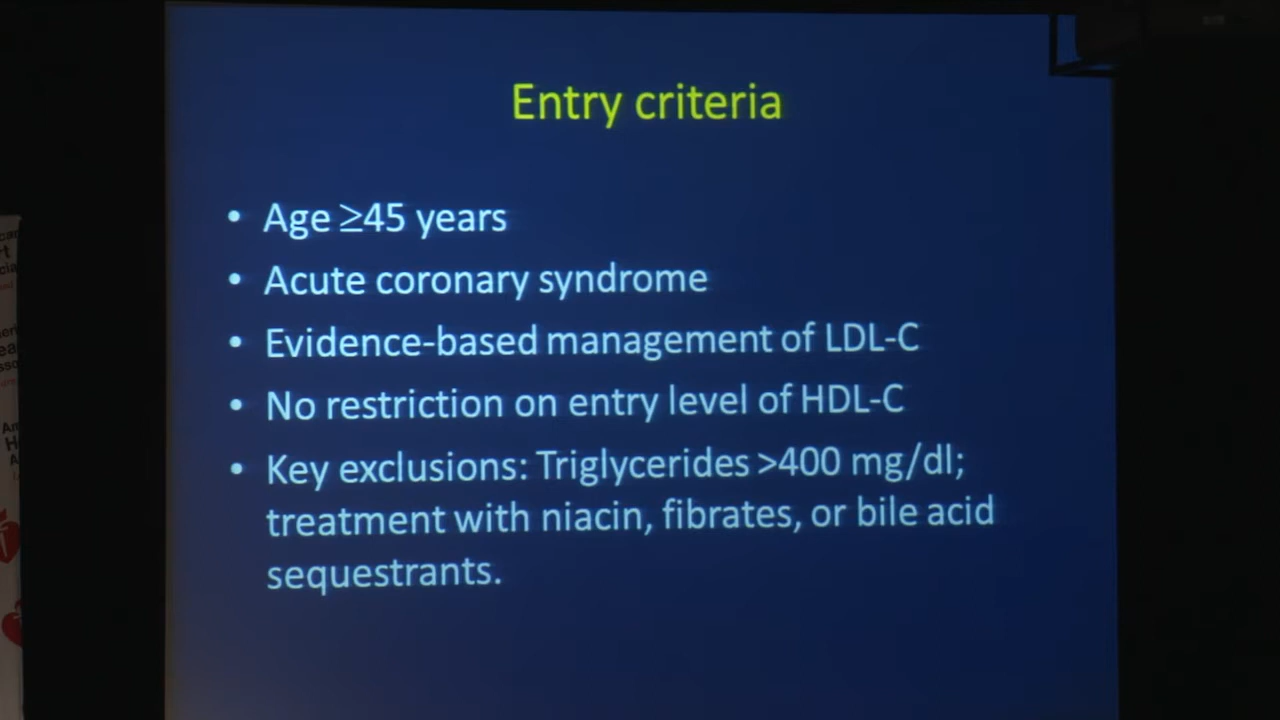 Entry criteria
• Age ≥45 years
• Acute coronary syndrome
• Evidence-based management of LDL-C
• No restriction on entry level of HDL-C
• Key exclusions: Triglycerides >400 mg/dl;
treatment with niacin, fibrates, or bile acid
sequestrants.